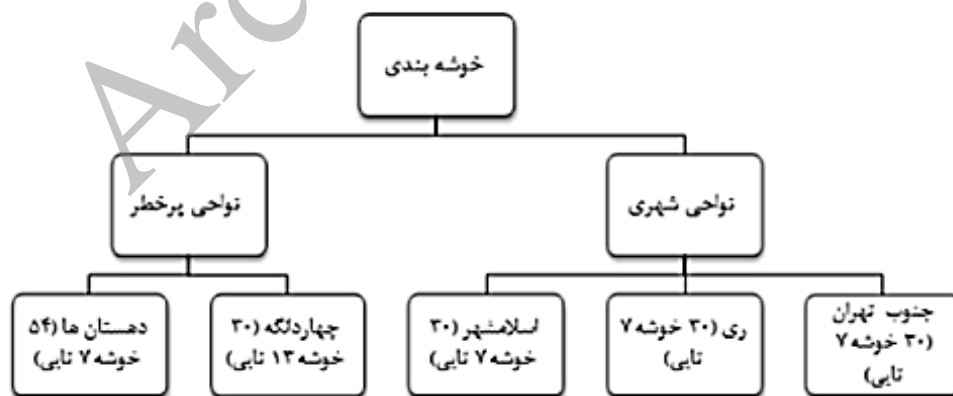 Arc
خوشه بندی
نواحی شهری
نواحی پرخطر
جنوب تهران
(۳۰ خوشه ۷
تایی)
ری (۳۰ خوشه ۷
تایی)
اسلامشهر (۳۰
خوشه ۷ تایی)
چهاردانگه (۳۰
خوشه ۱۳ تایی)
دهستان ها (۵۴
خوشه ۷ تایی)